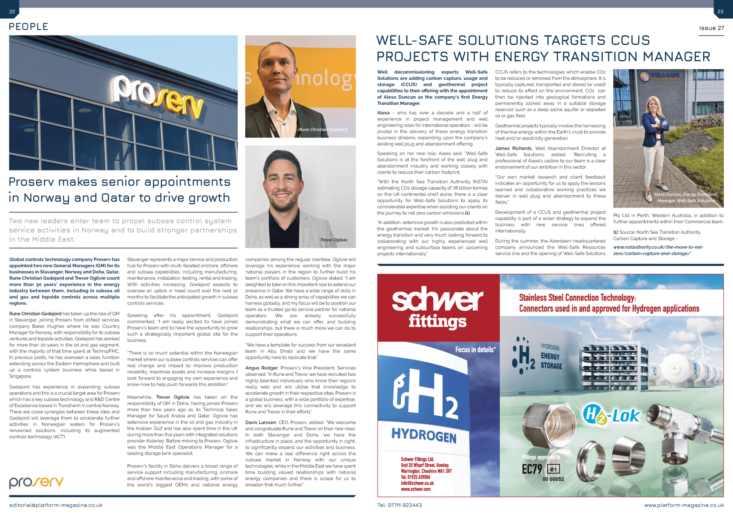 22
PEOPLE
proserv
nology
Rune Christian Godejord
Trevor Ogilvie
Proserv makes senior appointments
in Norway and Qatar to drive growth
Two new leaders enter team to propel subsea control system
service activities in Norway and to build stronger partnerships
in the Middle East.
Global controls technology company Proserv has
appointed two new General Managers (GM) for its
businesses in Stavanger, Norway and Doha, Qatar.
Rune Christian Godejord and Trevor Ogilvie count
more than 30 years' experience in the energy
industry between them, including in subsea oil
and gas and topside controls across multiple
regions.
Rune Christian Godejord has taken up the role of GM
in Stavanger, joining Proserv from oilfield services
company Baker Hughes where he was Country
Manager for Norway, with responsibility for its subsea
ventures and topside activities. Godejord has worked
for more than 20 years in the oil and gas segment,
with the majority of that time spent at TechnipFMC.
In previous posts, he has overseen a sales function
extending across the Eastern Hemisphere and built
up a controls system business while based in
Singapore.
Godejord has experience in expanding subsea
operations and this is a crucial target area for Proserv
which has a key subsea technology and R&D Centre
of Excellence based in Trondheim in central Norway.
There are close synergies between these sites and
Godejord will leverage them to accelerate further
activities in Norwegian waters for Proserv's
renowned solutions, including its augmented
controls technology (ACT).
proserv
Stavanger represents a major service and production
hub for Proserv with multi-faceted onshore, offshore
and subsea capabilities, including manufacturing,
maintenance, installation, testing, rental and trading.
With activities increasing, Godejord expects to
oversee an uptick in head count over the next 12
months to facilitate the anticipated growth in subsea
controls services.
Speaking after his appointment Godejord
commented: "I am really excited to have joined
Proserv's team and to have the opportunity to grow
such a strategically important global site for the
business.
"There is so much potential within the Norwegian
market where our subsea controls services can offer
real change and impact to improve production
reliability, maximise assets and increase margins. I
look forward to engaging my own experience and
know-how to help push forwards this ambition."
Meanwhile, Trevor Ogilvie has taken on the
responsibility of GM in Doha, having joined Proserv
more than two years ago as its Technical Sales
Manager for Saudi Arabia and Qatar. Ogilvie has
extensive experience in the oil and gas industry in
the Arabian Gulf and has also spent time in the UK
during more than five years with integrated solutions
provider Alderley. Before moving to Proserv, Ogilvie
was the Middle East Operations Manager for a
leading storage tank specialist.
Proserv's facility in Doha delivers a broad range of
service support including manufacturing, onshore
and offshore maintenance and trading, with some of
the world's biggest OEMs and national energy
companies among the regular clientele. Ogilvie will
leverage his experience working with the major
national players in the region to further build his
team's portfolio of customers. Ogilvie stated: "I am
delighted to take on this important role to extend our
presence in Qatar. We have a wide range of skills in
Doha, as well as a strong array of capabilities we can
harness globally, and my focus will be to position our
team as a trusted go-to service partner for national
operators. We are already successfully
demonstrating what we can offer, and building
relationships, but there is much more we can do to
support their operations.
"We have a template for success from our excellent
team in Abu Dhabi and we have the same
opportunity here to replicate that."
Angus Rodger, Proserv's Vice President, Services
observed: "In Rune and Trevor, we have recruited two
highly talented individuals who know their regions
really well and will utilise that knowledge to
accelerate growth in their respective sites. Proserv is
a global business, with a wide portfolio of expertise,
and we will leverage this connectivity to support
Rune and Trevor in their efforts."
Davis Larssen, CEO, Proserv, added: "We welcome
and congratulate Rune and Trevor on their new roles.
In both Stavanger and Doha, we have the
infrastructure in place, and the opportunity in sight,
to significantly expand our activities and business.
We can make a real difference right across the
subsea market in Norway with our unique
technologies, while in the Middle East we have spent
time building valued relationships with national
energy companies and there is scope for us to
broaden that much further."
editorial@platform-magazine.co.uk
23
Issue 27
WELL-SAFE SOLUTIONS TARGETS CCUS
PROJECTS WITH ENERGY TRANSITION MANAGER
Well decommissioning experts Well-Safe
Solutions are adding carbon capture, usage and
storage (CCUS) and geothermal project
capabilities to their offering with the appointment
of Alexa Duncan as the company's first Energy
Transition Manager.
Alexa - who has over a decade and a half of
experience in project management and well
engineering roles for international operators - will be
pivotal in the delivery of these energy transition
business streams, expanding upon the company's
existing well plug and abandonment offering.
Speaking on her new role, Alexa said: "Well-Safe
Solutions is at the forefront of the well plug and
abandonment industry and working closely with
clients to reduce their carbon footprint.
"With the North Sea Transition Authority (NSTA)
estimating CO2 storage capacity of 78 billion tonnes
on the UK continental shelf alone, there is a clear
opportunity for Well-Safe Solutions to apply its
considerable expertise when assisting our clients on
the journey to net zero carbon emissions.[1]
"In addition, extensive growth is also predicted within
the geothermal market. I'm passionate about the
energy transition and very much looking forward to
collaborating with our highly experienced well
engineering and subsurface teams on upcoming
projects internationally."
CCUS refers to the technologies which enable CO2
to be reduced or removed from the atmosphere. It is
typically captured, transported and stored (or used)
to reduce its effect on the environment. CO2 can
then be injected into geological formations and
permanently locked away in a suitable storage
reservoir such as a deep saline aquifer or depleted
oil or gas field.
Geothermal projects typically involve the harnessing
of thermal energy within the Earth's crust to provide
heat and/or electricity generation.
James Richards, Well Abandonment Director at
Well-Safe Solutions, added: "Recruiting a
professional of Alexa's calibre to our team is a clear
endorsement of our ambition in this sector.
"Our own market research and client feedback
indicates an opportunity for us to apply the lessons
learned and collaborative working practices we
deliver in well plug and abandonment to these
fields."
Development of a CCUS and geothermal project
capability is part of a wider strategy to expand the
business with new service lines offered
internationally.
During the summer, the Aberdeen headquartered
company announced the Well-Safe Resources
service line and the opening of Well-Safe Solutions
WELL-SAFE
Alexa Duncan, Energy Transition
Manager, Well-Safe Solutions
Pty Ltd in Perth, Western Australia, in addition to
further appointments within their Commercial team.
[1] Source: North Sea Transition Authority,
Carbon Capture and Storage -
www.nstauthority.co.uk/the-move-to-net-
zero/carbon-capture-and-storage/
schwer
fittings
Focus in details®
H2
HYDROGEN
Schwer Fittings Ltd.
Unit 20 Wharf Street, Howley,
Warrington, Cheshire WA1 2HT
info@schwer.co.uk
www.schwer.com
Stainless Steel Connection Technology:
Connectors used in and approved for Hydrogen applications
HYDROGEN
ENERGY
STORAGE
H2-Lok
Fittings approved to
EC79
e1
00 00052
Tel: 07791 923443
www.platform-magazine.co.uk